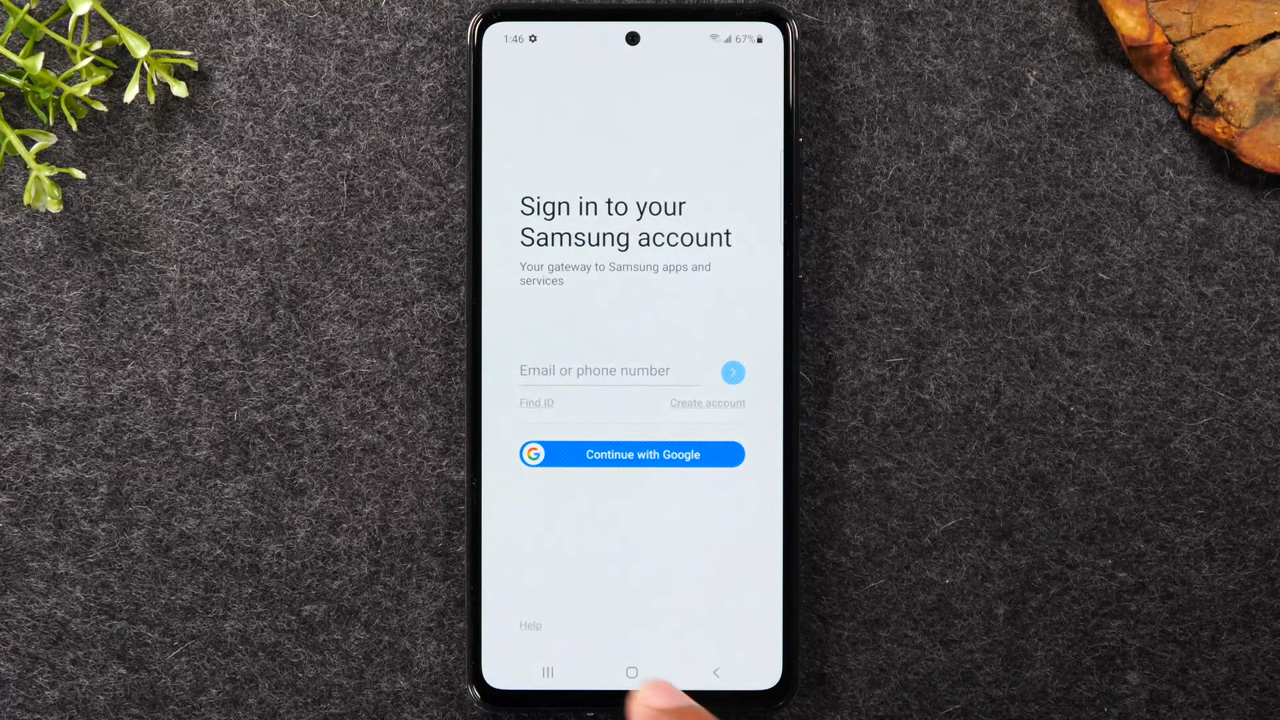 1:46
67%
Sign in to your
Samsung account
Your gateway to Samsung apps and
services
Email or phone number
Find ID
Create account
G
Continue with Google
Help